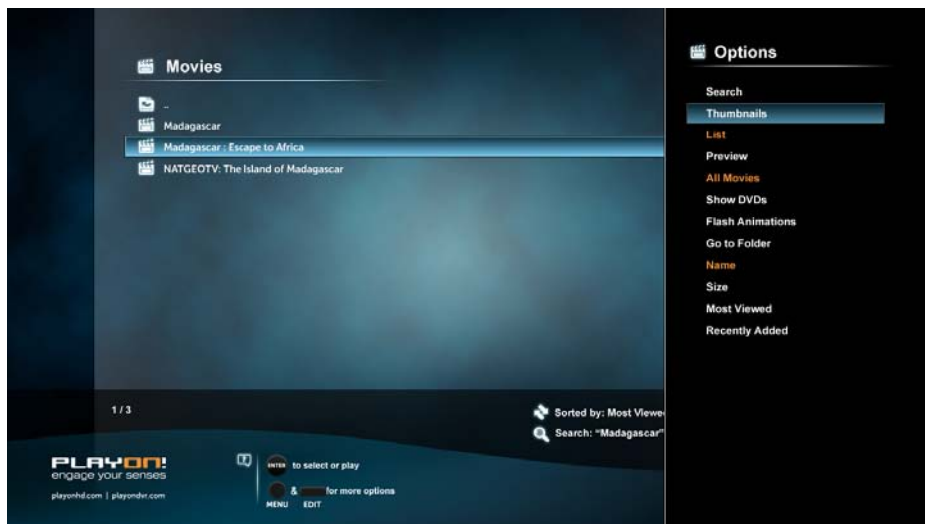 Movies
..
Madagascar
Madagascar : Escape to Africa
NATGEOTV: The Island of Madagascar
1 / 3
Sorted by: Most Viewe
Search: "Madagascar"
PLAYON!
engage your senses
playonhd.com | playondvr.com
ENTER to select or play
& for more options
MENU EDIT
Options
Search
Thumbnails
List
Preview
All Movies
Show DVDs
Flash Animations
Go to Folder
Name
Size
Most Viewed
Recently Added